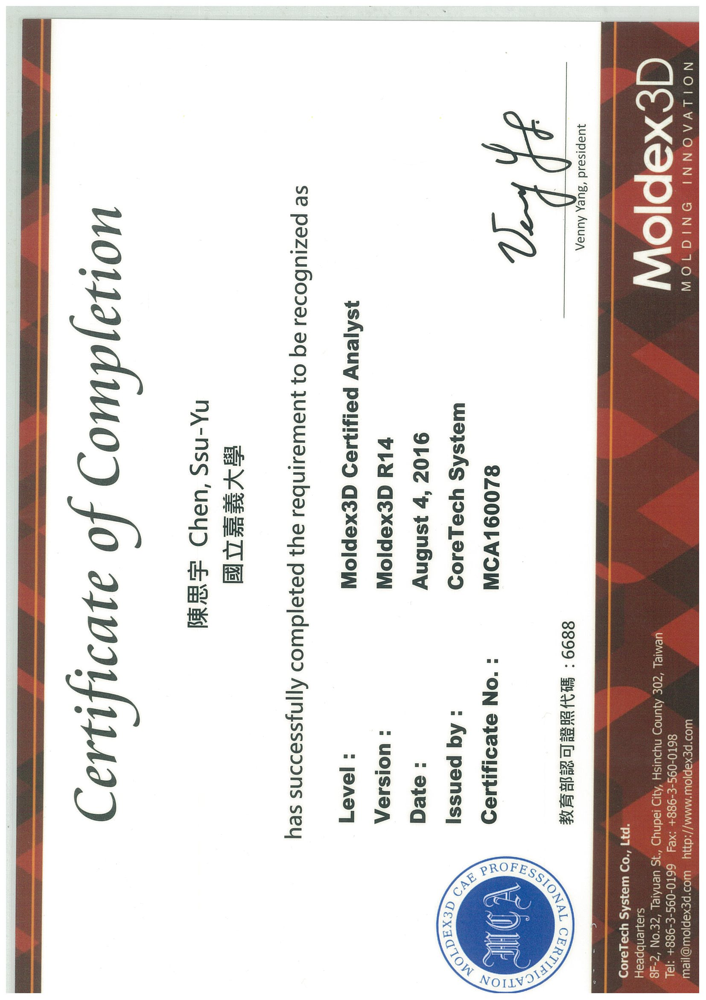 Certificate of Completion
陳思宇 Chen, Ssu-Yu
國立嘉義大學
has successfully completed the requirement to be recognized as
Level : Moldex3D Certified Analyst
Version : Moldex3D R14
Date : August 4, 2016
Issued by : CoreTech System
Certificate No. : MCA160078
教育部認可證照代碼：6688
MOLDEX3D CAE PROFESSIONAL CERTIFICATION
MCA
Venny Y.
Venny Yang, president
CoreTech System Co., Ltd.
Headquarters
8F-2, No.32, Taiyuan St., Chupei City, Hsinchu County 302, Taiwan
Tel: +886-3-560-0199 Fax: +886-3-560-0198
mail@moldex3d.com http://www.moldex3d.com
Moldex3D
MOLDING INNOVATION